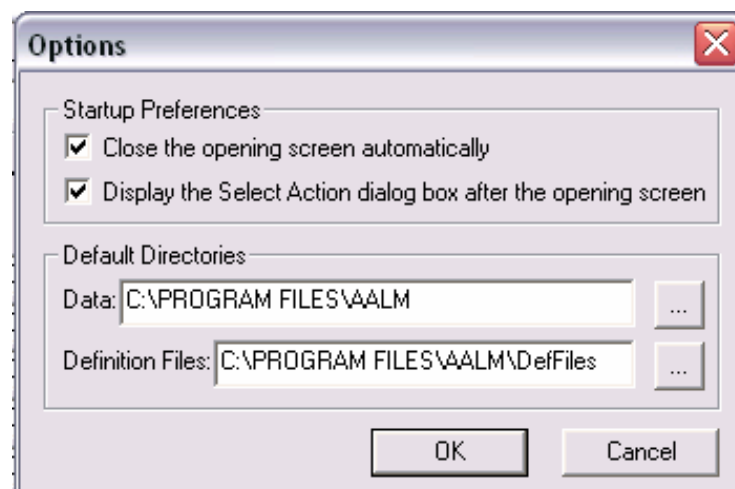 Options
Startup Preferences
Close the opening screen automatically
Display the Select Action dialog box after the opening screen
Default Directories
Data: C:\PROGRAM FILES\AALM ...
Definition Files: C:\PROGRAM FILES\AALM\DefFiles ...
OK Cancel